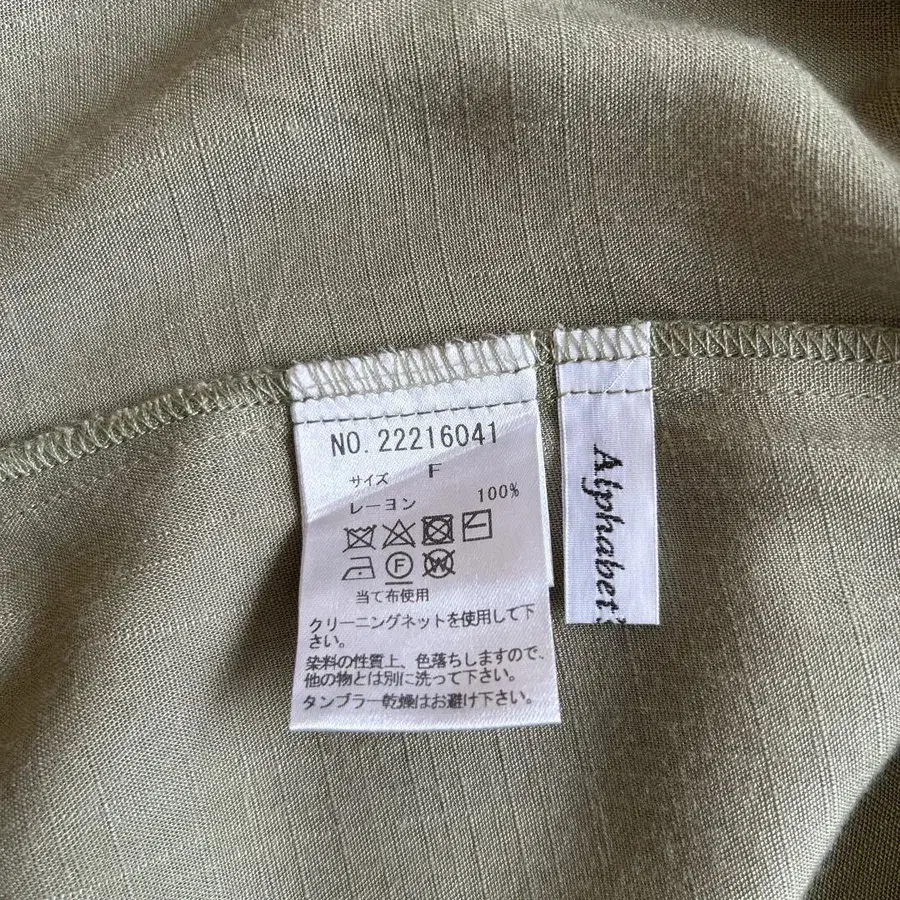 NO. 22216041
サイズ F
レーヨン 100%
F W
当て布使用
クリーニングネットを使用して下
さい。
染料の性質上、色落ちしますので、
他の物とは別に洗って下さい。
タンブラー乾燥はお避け下さい。
Alphabet'